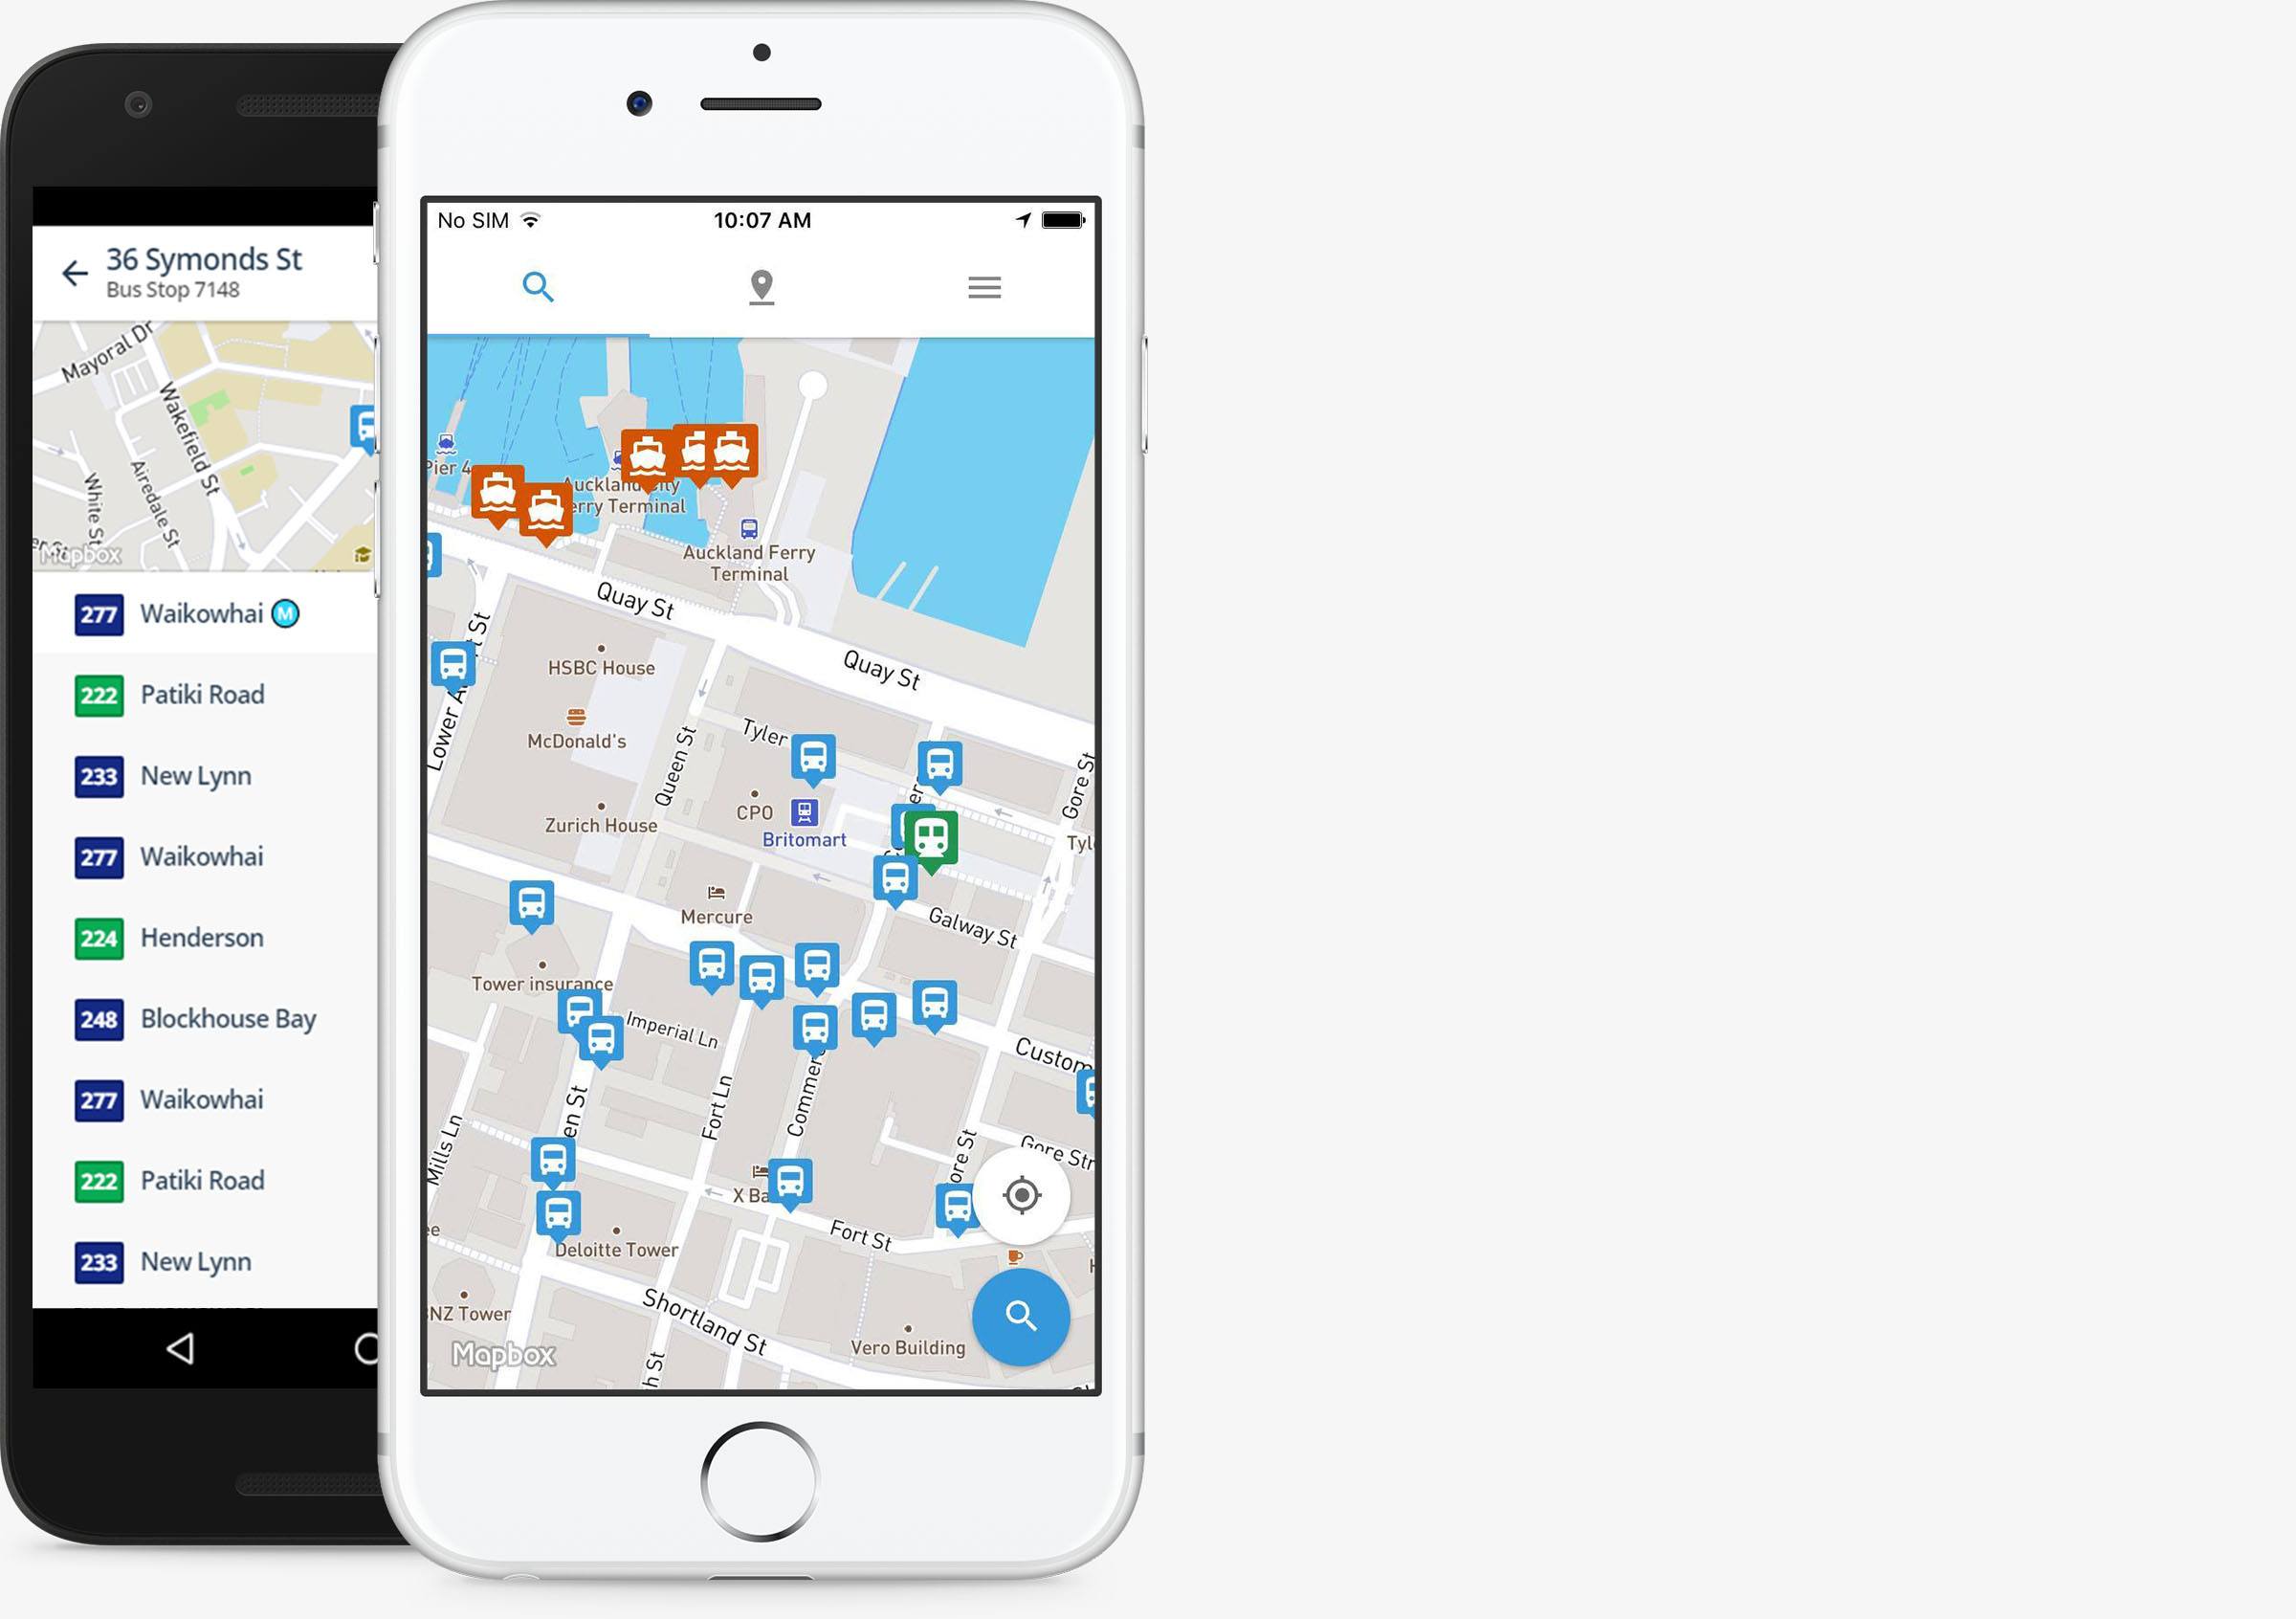 36 Symonds St
Bus Stop 7148
Mayoral Dr
Wakefield St
Airedale St
White St
Mapbox
277 Waikowhai M
222 Patiki Road
233 New Lynn
277 Waikowhai
224 Henderson
248 Blockhouse Bay
277 Waikowhai
222 Patiki Road
233 New Lynn
No SIM
10:07 AM
Pier 4
Auckland City
Ferry Terminal
Auckland Ferry
Terminal
Quay St
HSBC House
Quay St
McDonald's
Lower
Tyler
Queen St
Gore St
CPO
Zurich House
Britomart
Mercure
Galway St
Tower insurance
Imperial Ln
Custom
Fort Ln
Commerc
Mills Ln
en St
Gore Str
ore St
X Ba
Fort St
Deloitte Tower
NZ Tower
Shortland St
Vero Building
Mapbox
h St